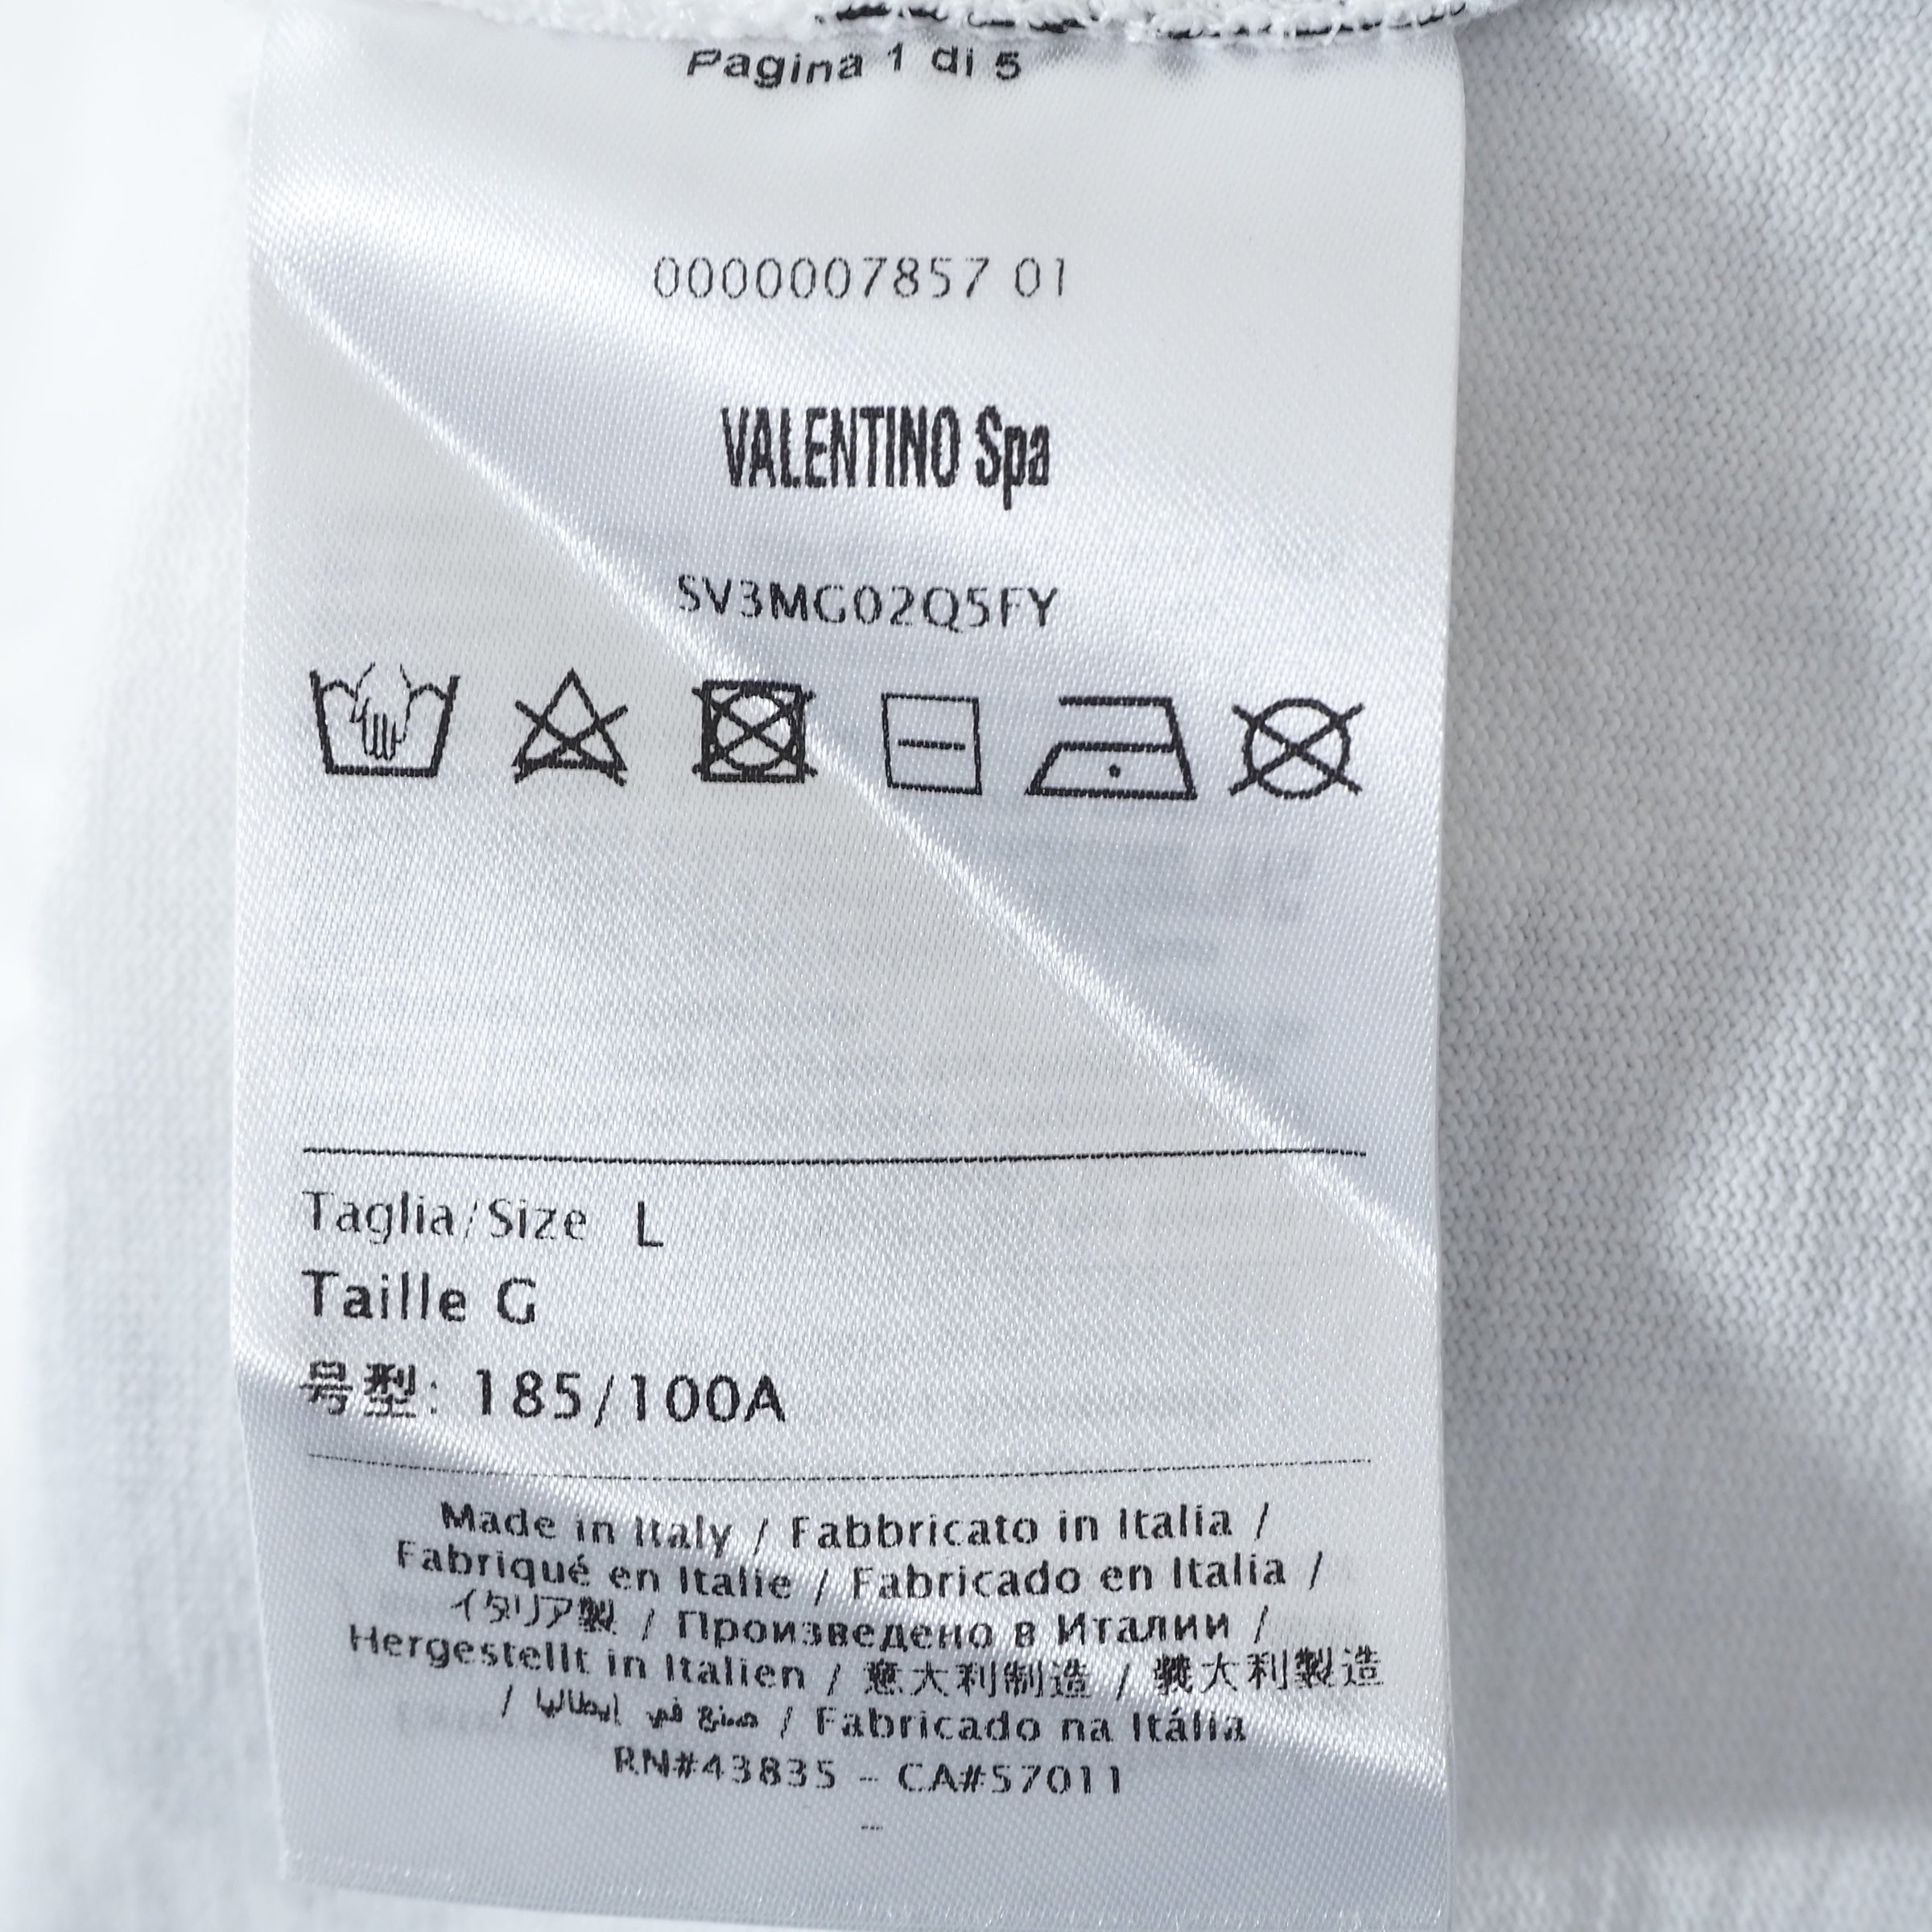 Pagina 1 di 5
0000007857 01
VALENTINO Spa
SV3MG02Q5FY
Taglia/Size L
Taille G
号型: 185/100A
Made in Italy / Fabbricato in Italia /
Fabriqué en Italie / Fabricado en Italia /
イタリア製 / Произведено в Италии /
Hergestellt in Italien / 意大利制造 / 義大利製造
/ صنع في إيطاليا / Fabricado na Itália
RN#43835 - CA#57011
--